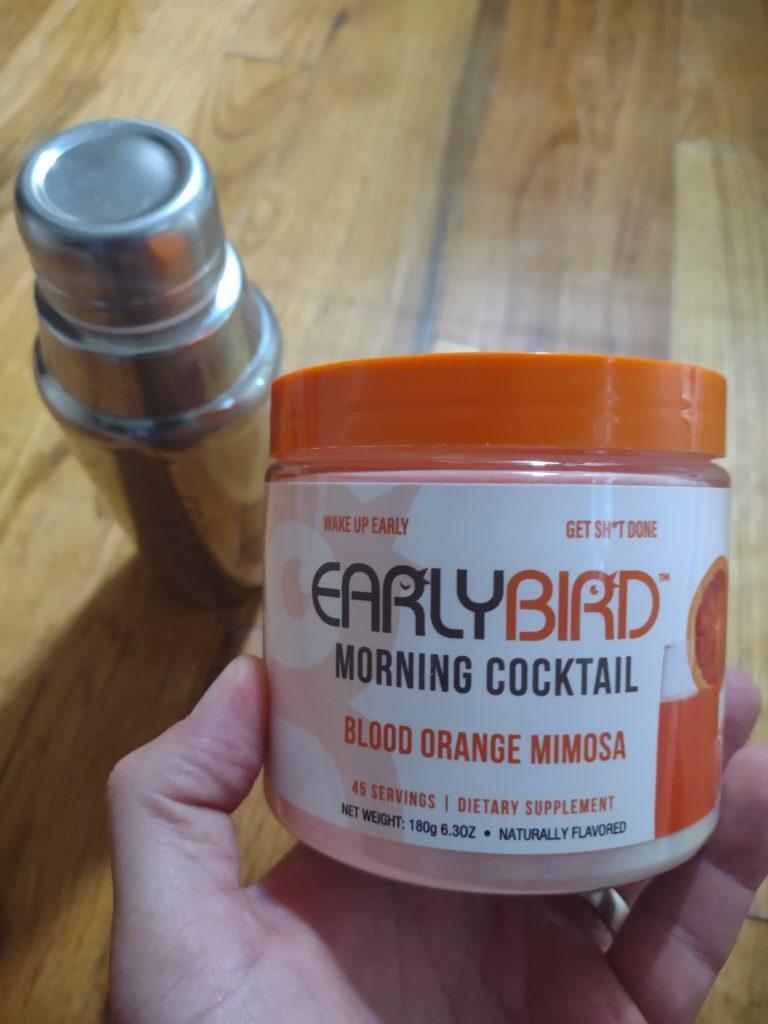 WAKE UP EARLY
GET SH*T DONE
EARLYBIRD™
MORNING COCKTAIL
BLOOD ORANGE MIMOSA
45 SERVINGS | DIETARY SUPPLEMENT
NET WEIGHT: 180g 6.3OZ • NATURALLY FLAVORED